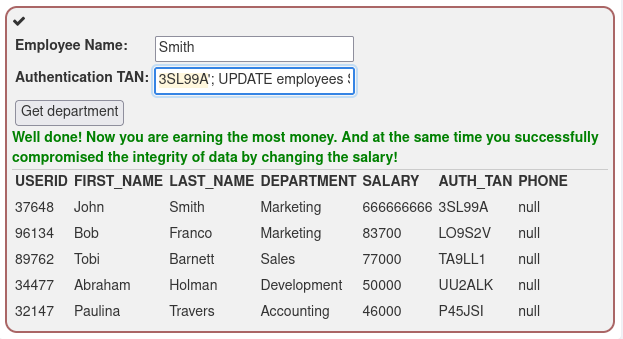 ✔
Employee Name: Smith
Authentication TAN: 3SL99A'; UPDATE employees
Get department
Well done! Now you are earning the most money. And at the same time you successfully
compromised the integrity of data by changing the salary!
USERID FIRST_NAME LAST_NAME DEPARTMENT SALARY AUTH_TAN PHONE
37648 John Smith Marketing 666666666 3SL99A null
96134 Bob Franco Marketing 83700 LO9S2V null
89762 Tobi Barnett Sales 77000 TA9LL1 null
34477 Abraham Holman Development 50000 UU2ALK null
32147 Paulina Travers Accounting 46000 P45JSI null